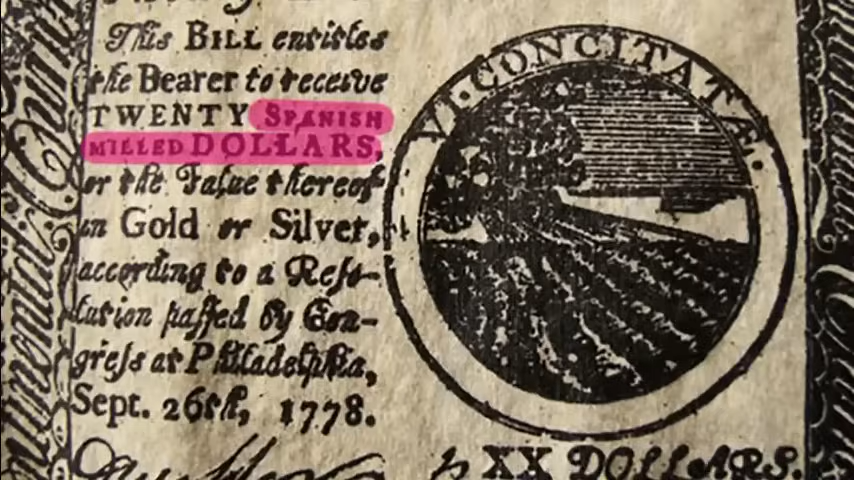 This BILL entitles
the Bearer to receive
TWENTY SPANISH
MILLED DOLLARS,
or the Value thereof
in Gold or Silver,
according to a Reſo-
lution paſſed by Con-
greſs at Philadelphia,
Sept. 26th, 1778.
VI CONCITATÆ.
XX DOLLARS.